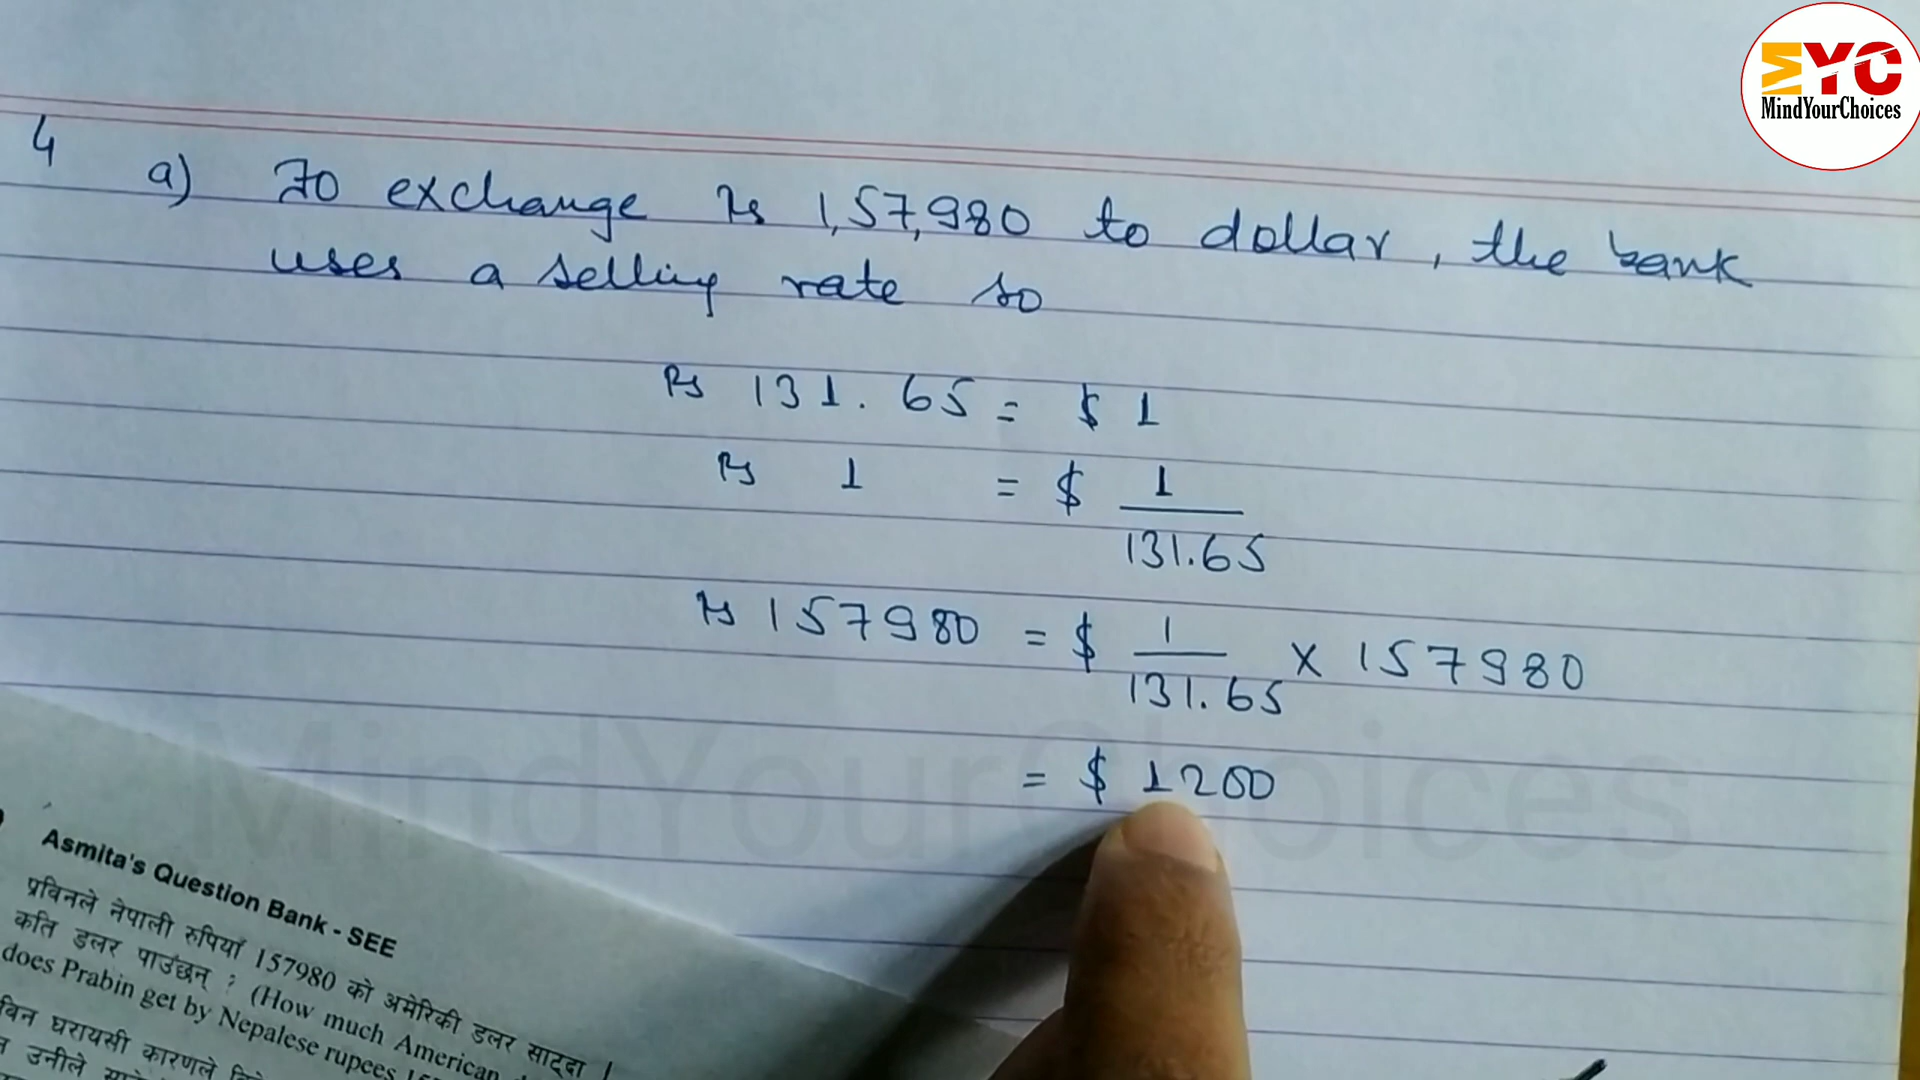 MYC
MindYourChoices
4 a) To exchange Rs 1,57,980 to dollar, the bank
uses a selling rate so
Rs 131.65 = $ 1
Rs 1 = $ 1/131.65
Rs 157980 = $ 1/131.65 × 157980
= $ 1200
MindYourChoices
Asmita's Question Bank - SEE
प्रविनले नेपाली रुपियाँ 157980 को अमेरिकी डलर साट्दा
कति डलर पाउँछन् ? (How much American
does Prabin get by Nepalese rupees
घरायसी कारणले
उनीले